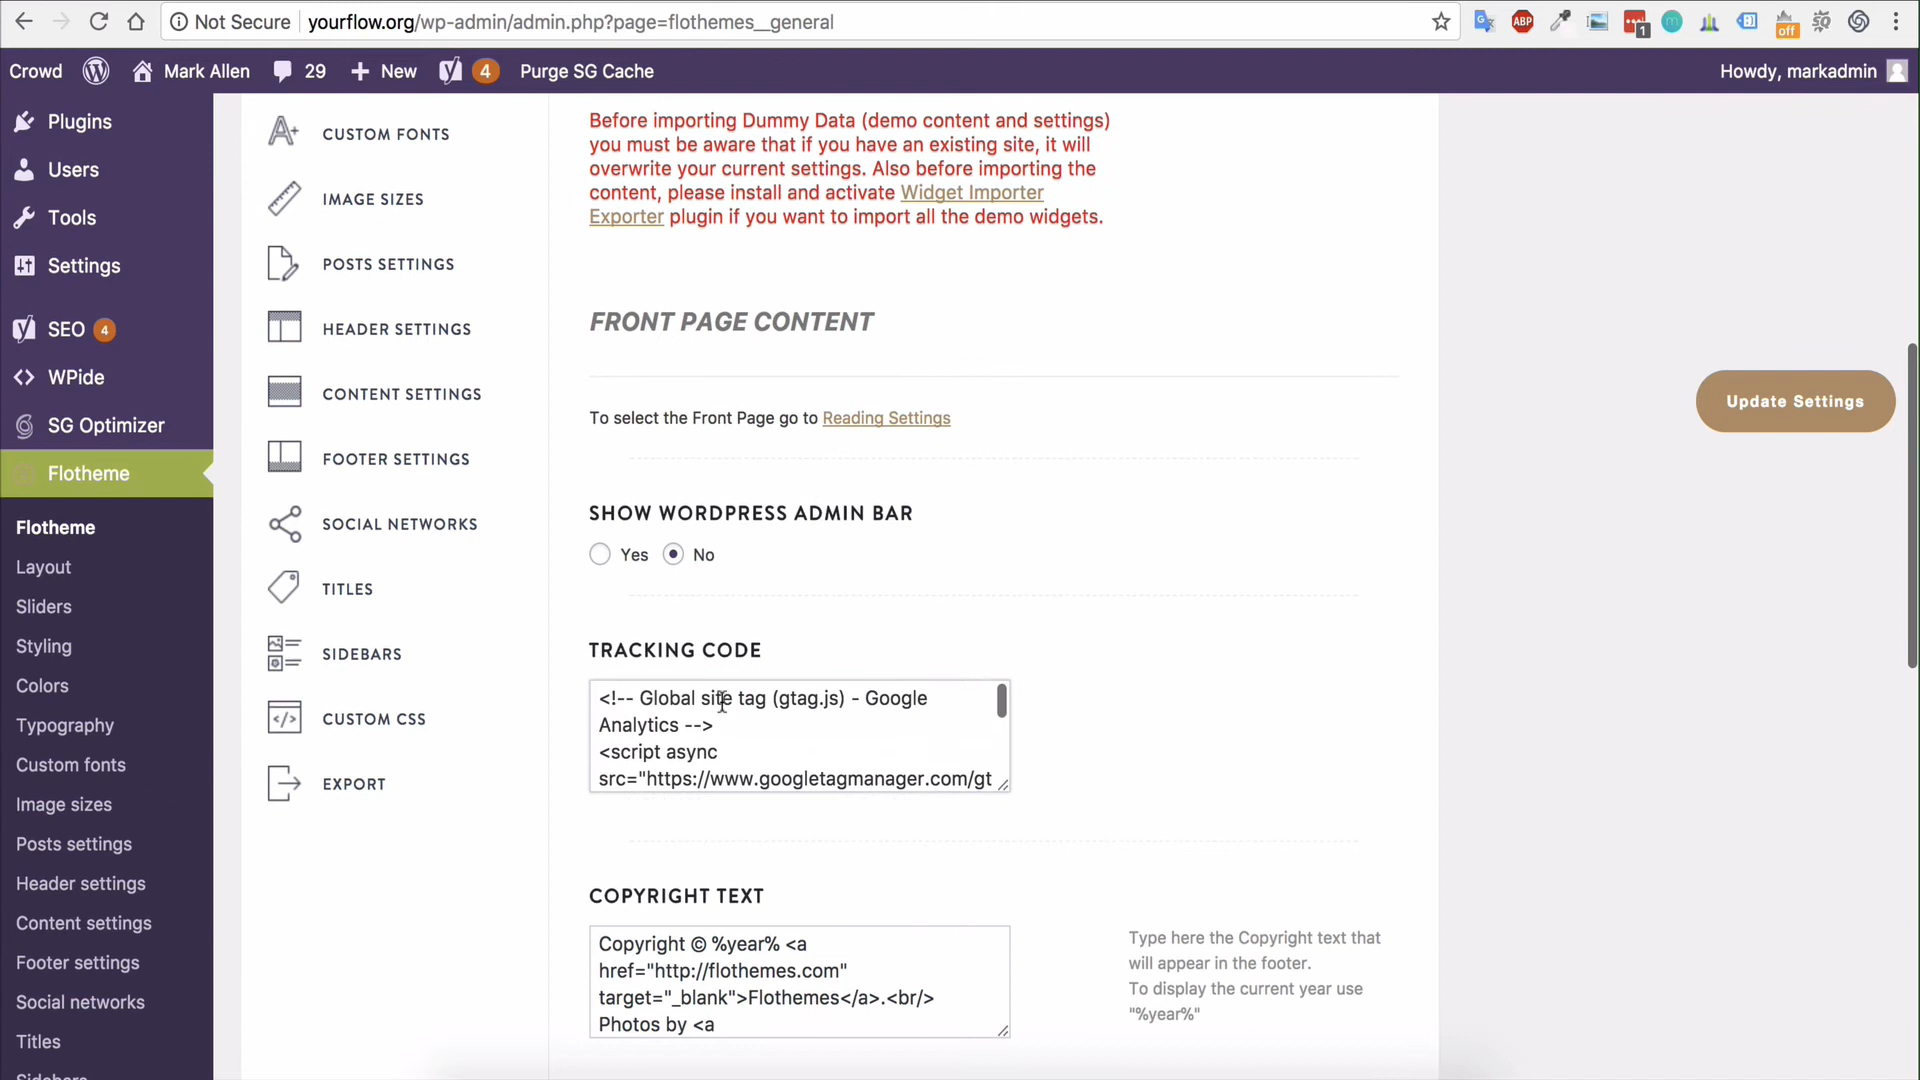 Not Secure
yourflow.org/wp-admin/admin.php?page=flothemes__general
ABP
1
off
Crowd
Mark Allen
29
New
4
Purge SG Cache
Howdy, markadmin
Plugins
Users
Tools
Settings
SEO 4
WPide
SG Optimizer
Flotheme
Flotheme
Layout
Sliders
Styling
Colors
Typography
Custom fonts
Image sizes
Posts settings
Header settings
Content settings
Footer settings
Social networks
Titles
CUSTOM FONTS
IMAGE SIZES
POSTS SETTINGS
HEADER SETTINGS
CONTENT SETTINGS
FOOTER SETTINGS
SOCIAL NETWORKS
TITLES
SIDEBARS
CUSTOM CSS
EXPORT
Before importing Dummy Data (demo content and settings)
you must be aware that if you have an existing site, it will
overwrite your current settings. Also before importing the
content, please install and activate Widget Importer
Exporter plugin if you want to import all the demo widgets.
FRONT PAGE CONTENT
To select the Front Page go to Reading Settings
SHOW WORDPRESS ADMIN BAR
Yes No
TRACKING CODE
<!-- Global site tag (gtag.js) - Google
Analytics -->
<script async
src="https://www.googletagmanager.com/gt
COPYRIGHT TEXT
Copyright © %year% <a
href="http://flothemes.com"
target="_blank">Flothemes</a>.<br/>
Photos by <a
Type here the Copyright text that
will appear in the footer.
To display the current year use
"%year%"
Update Settings